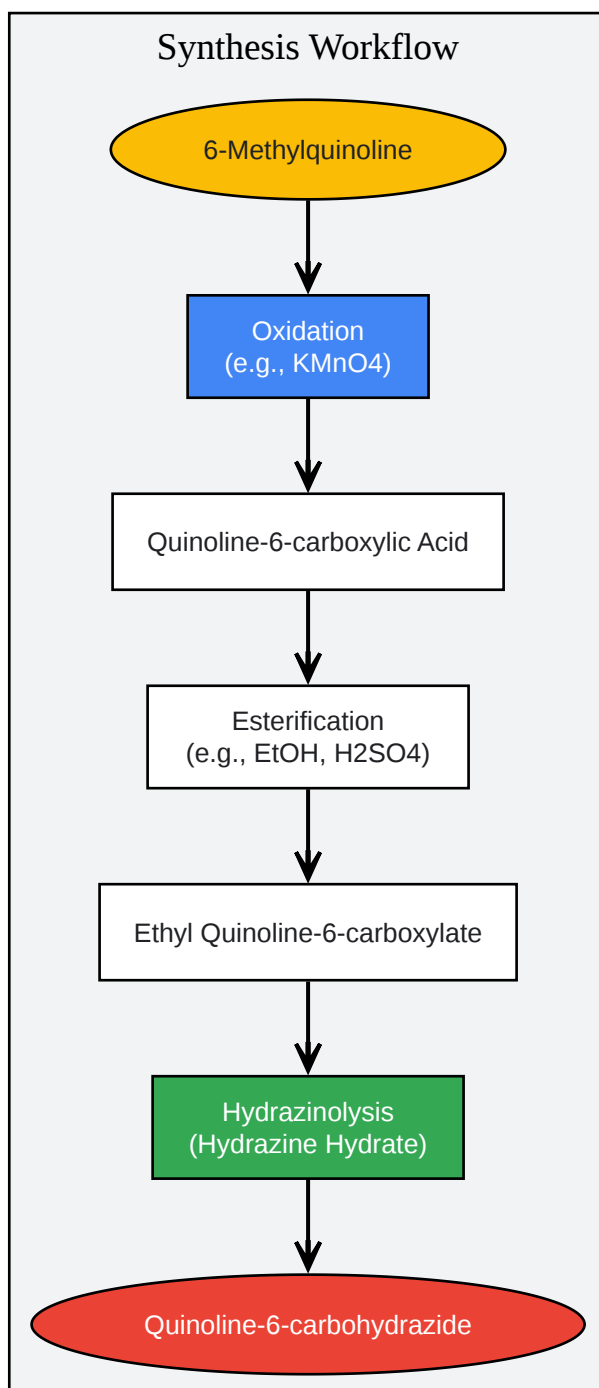 Synthesis Workflow
6-Methylquinoline
Oxidation
(e.g., KMnO4)
Quinoline-6-carboxylic Acid
Esterification
(e.g., EtOH, H2SO4)
Ethyl Quinoline-6-carboxylate
Hydrazinolysis
(Hydrazine Hydrate)
Quinoline-6-carbohydrazide